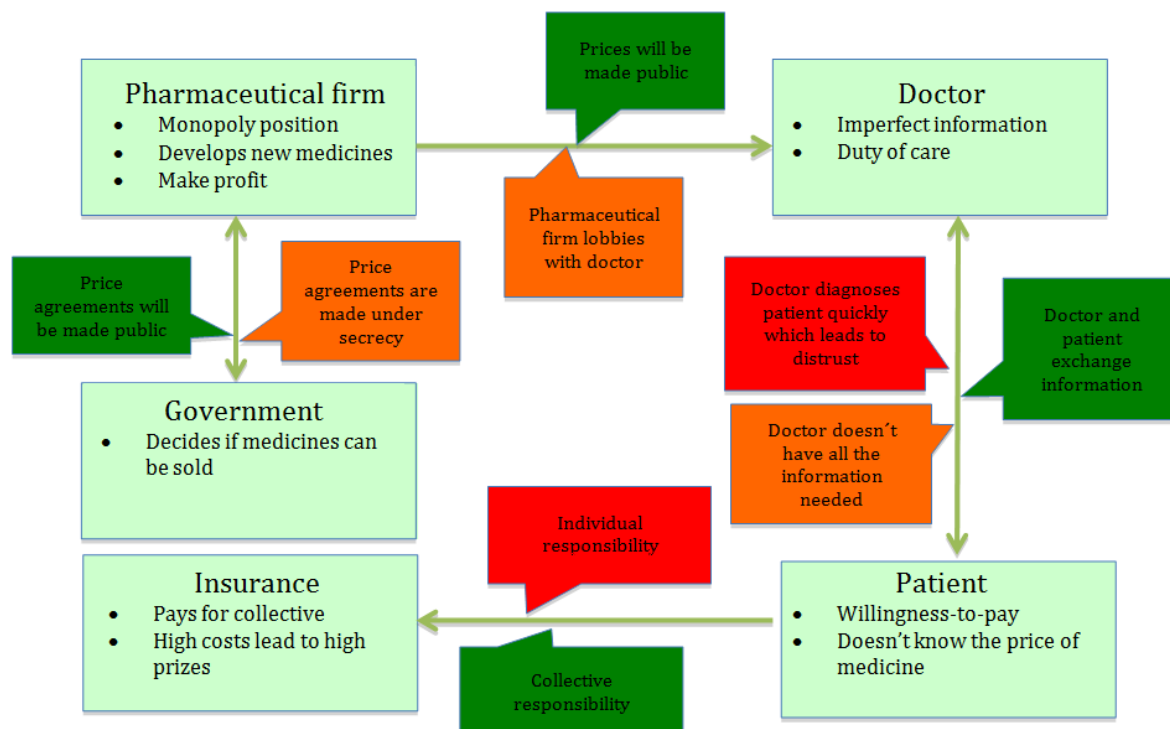 Prices will be
made public
Pharmaceutical firm
• Monopoly position
• Develops new medicines
• Make profit
Doctor
• Imperfect information
• Duty of care
Pharmaceutical
firm lobbies
with doctor
Price
agreements will
be made public
Price
agreements are
made under
secrecy
Doctor diagnoses
patient quickly
which leads to
distrust
Doctor and
patient
exchange
information
Government
• Decides if medicines can
be sold
Doctor doesn´t
have all the
information
needed
Individual
responsibility
Insurance
• Pays for collective
• High costs lead to high
prizes
Patient
• Willingness-to-pay
• Doesn't know the price of
medicine
Collective
responsibility